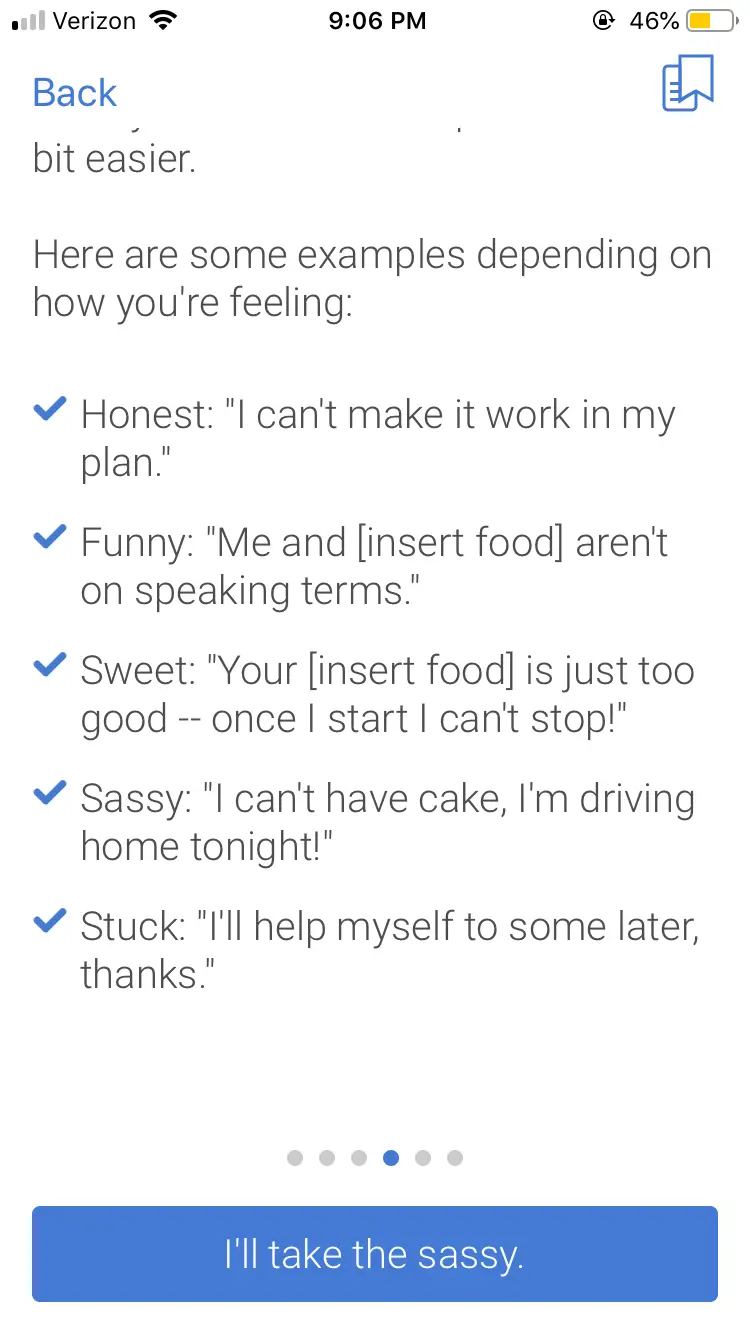 Verizon 9:06 PM 46%
Back
bit easier.
Here are some examples depending on
how you're feeling:
Honest: "I can't make it work in my
plan."
Funny: "Me and [insert food] aren't
on speaking terms."
Sweet: "Your [insert food] is just too
good -- once I start I can't stop!"
Sassy: "I can't have cake, I'm driving
home tonight!"
Stuck: "I'll help myself to some later,
thanks."
I'll take the sassy.